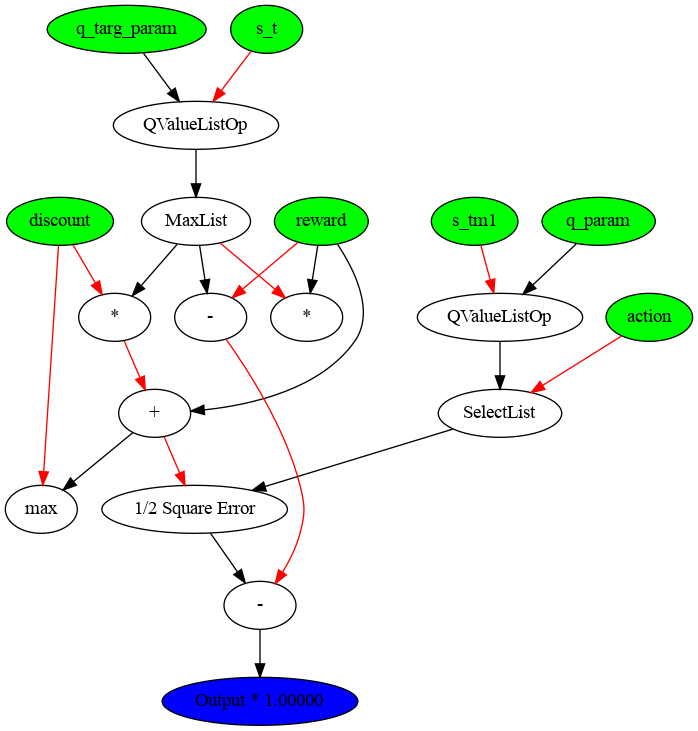 q_targ_param
s_t
QValueListOp
discount
MaxList
reward
s_tm1
q_param
*
-
*
QValueListOp
action
+
SelectList
max
1/2 Square Error
-
Output * 1.00000